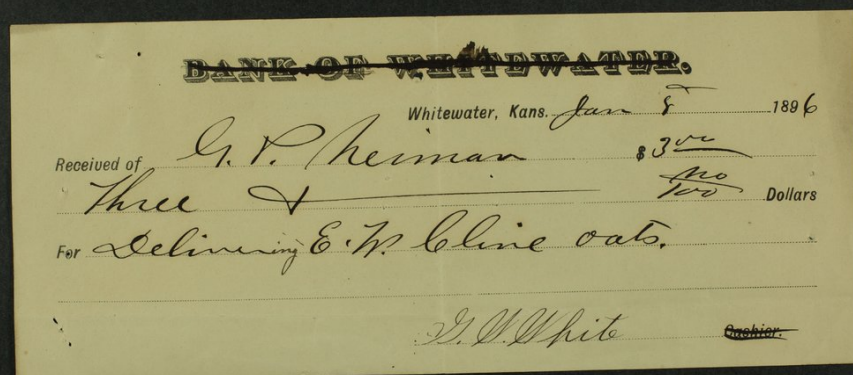 BANK OF WHITEWATER.
Whitewater, Kans. Jan 8 1896
Received of G. P. Neiman $3 00
Three & no/100 Dollars
For Delivering E. W. Cline oats.
G. W. White Cashier.